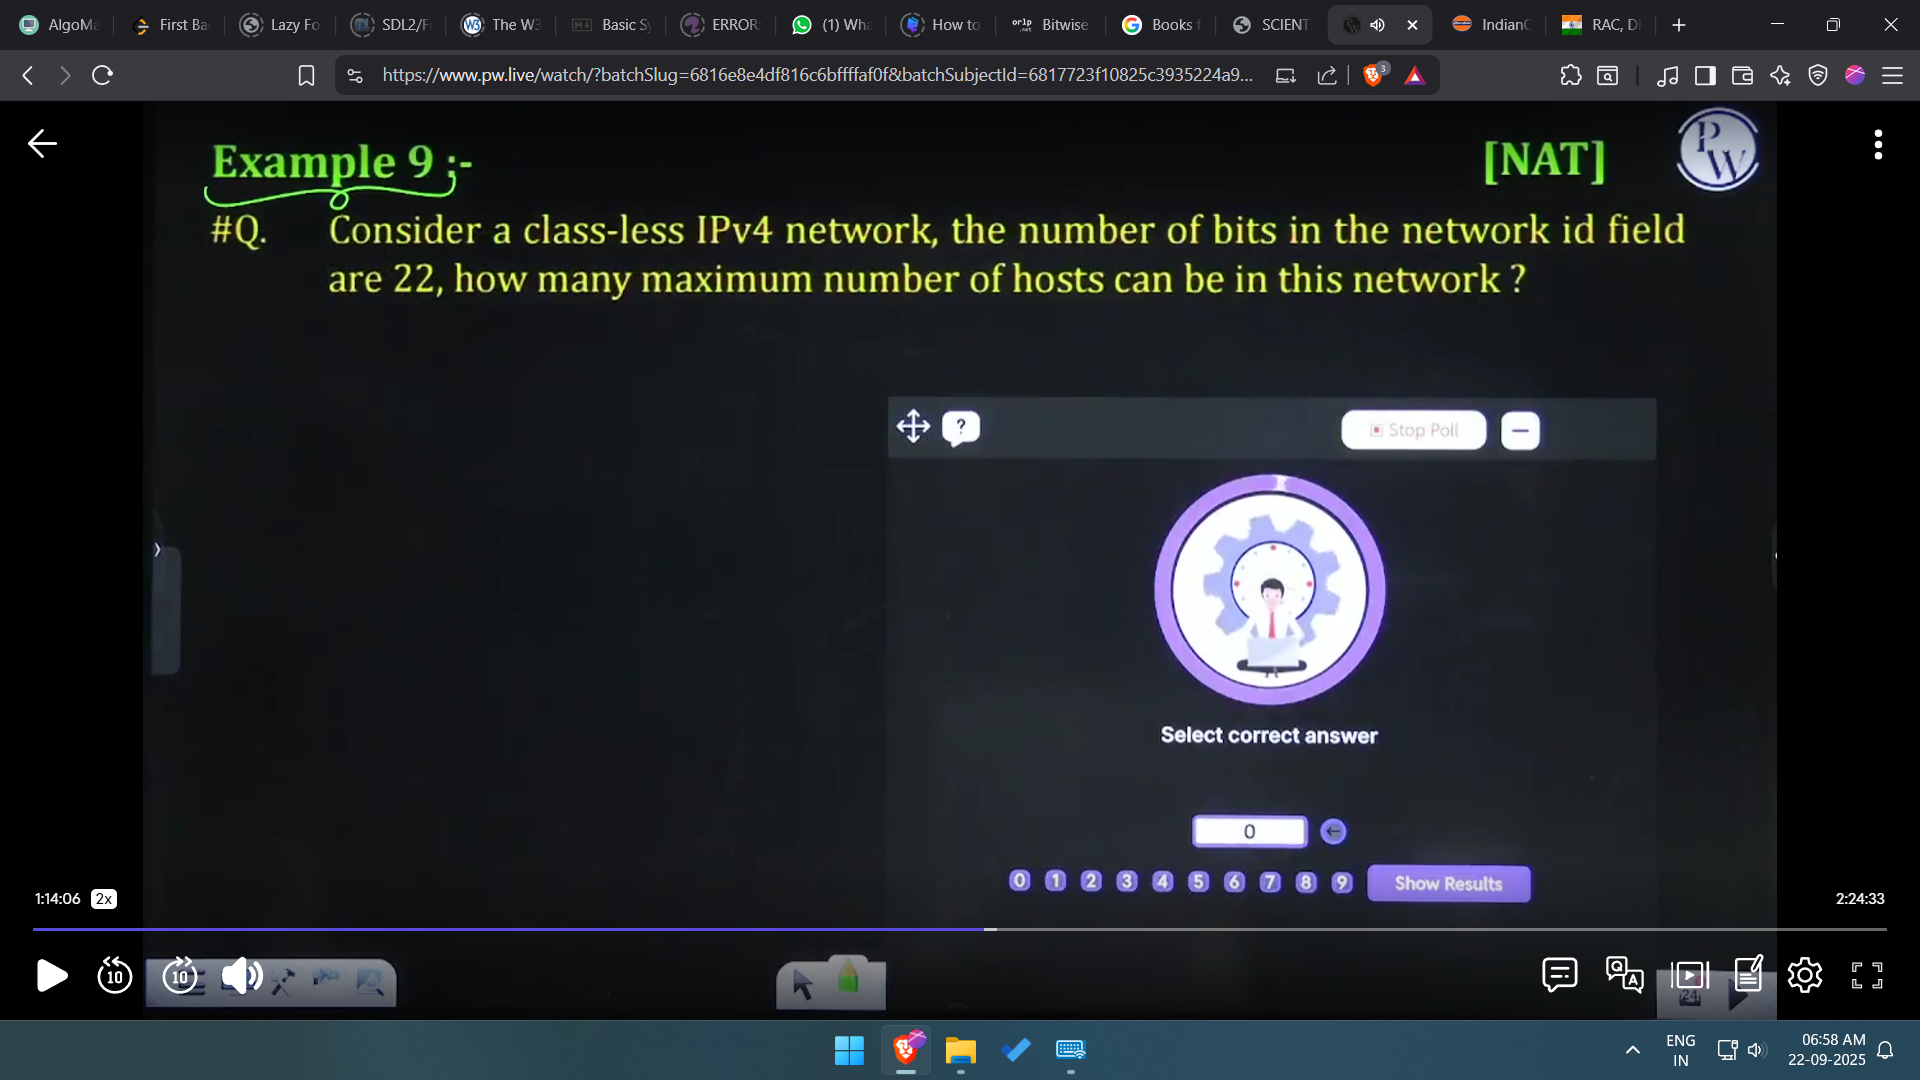 AlgoMa
First Ba
Lazy Fo
SDL2/F
The W3
Basic Sy
ERROR:
(1) Wha
How to
Bitwise
Books f
SCIENT
IndianC
RAC, D
https://www.pw.live/watch/?batchSlug=6816e8e4df816c6bffffaf0f&batchSubjectId=6817723f10825c3935224a9...
3
Example 9 :-
[NAT]
PW
#Q. Consider a class-less IPv4 network, the number of bits in the network id field
are 22, how many maximum number of hosts can be in this network ?
?
Stop Poll
Select correct answer
0
0 1 2 3 4 5 6 7 8 9
Show Results
1:14:06 2x
2:24:33
10
10
24
ENG
IN
06:58 AM
22-09-2025